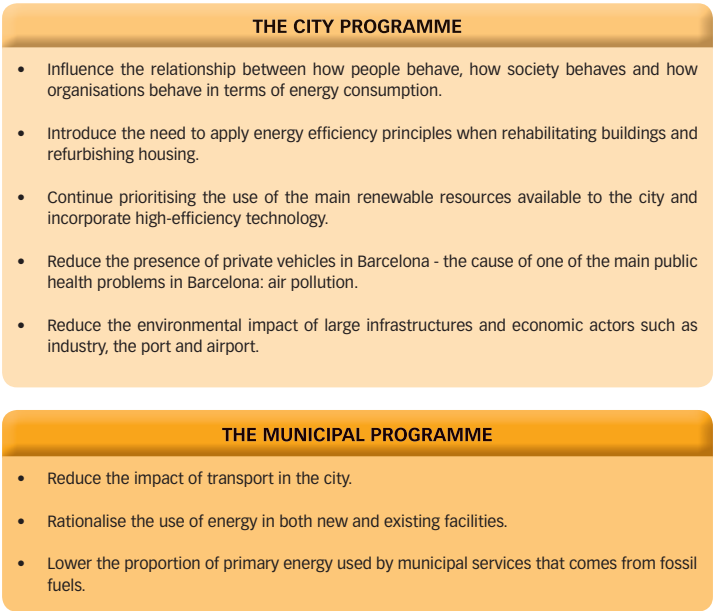 THE CITY PROGRAMME
• Influence the relationship between how people behave, how society behaves and how
organisations behave in terms of energy consumption.
• Introduce the need to apply energy efficiency principles when rehabilitating buildings and
refurbishing housing.
• Continue prioritising the use of the main renewable resources available to the city and
incorporate high-efficiency technology.
• Reduce the presence of private vehicles in Barcelona - the cause of one of the main public
health problems in Barcelona: air pollution.
• Reduce the environmental impact of large infrastructures and economic actors such as
industry, the port and airport.
THE MUNICIPAL PROGRAMME
• Reduce the impact of transport in the city.
• Rationalise the use of energy in both new and existing facilities.
• Lower the proportion of primary energy used by municipal services that comes from fossil
fuels.